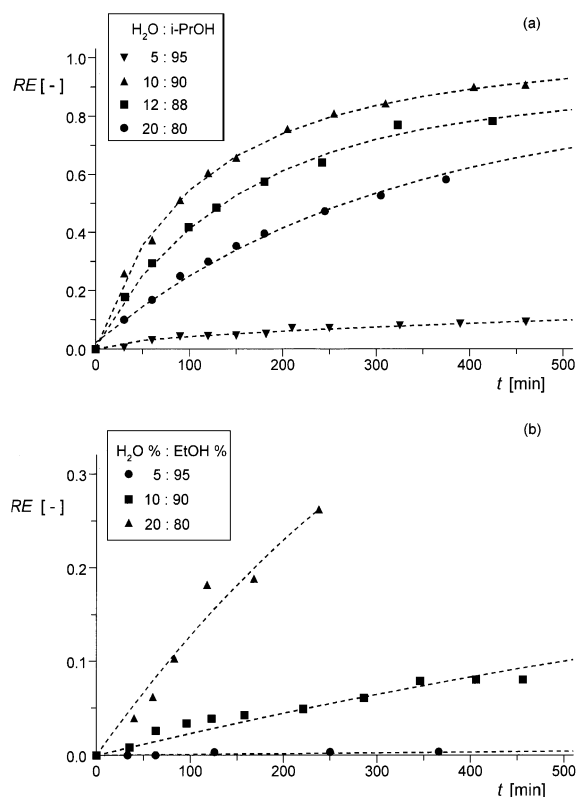 (a)
H₂O : i-PrOH
▼ 5 : 95
▲ 10 : 90
■ 12 : 88
● 20 : 80
RE [ - ]
1.0
0.8
0.6
0.4
0.2
0.0
0 100 200 300 400 500
t [min]
(b)
H₂O % : EtOH %
● 5 : 95
■ 10 : 90
▲ 20 : 80
RE [ - ]
0.3
0.2
0.1
0.0
0 100 200 300 400 500
t [min]